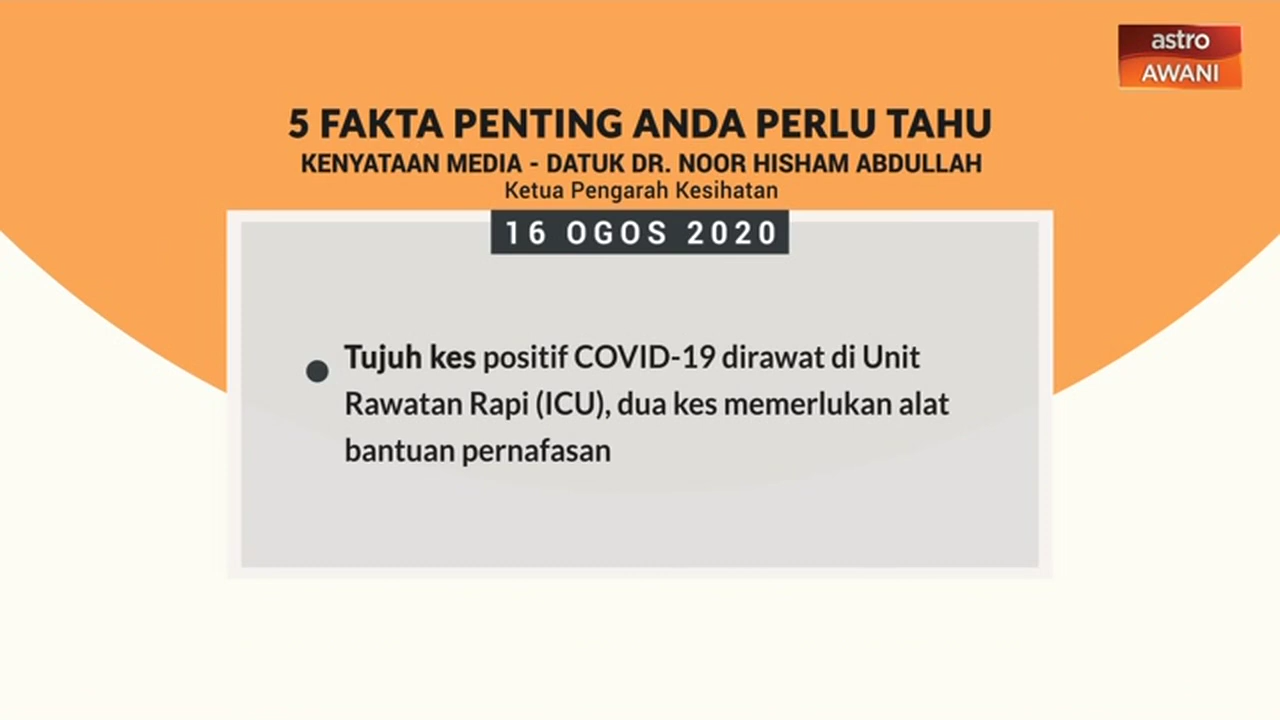 astro
AWANI
5 FAKTA PENTING ANDA PERLU TAHU
KENYATAAN MEDIA - DATUK DR. NOOR HISHAM ABDULLAH
Ketua Pengarah Kesihatan
16 OGOS 2020
Tujuh kes positif COVID-19 dirawat di Unit
Rawatan Rapi (ICU), dua kes memerlukan alat
bantuan pernafasan